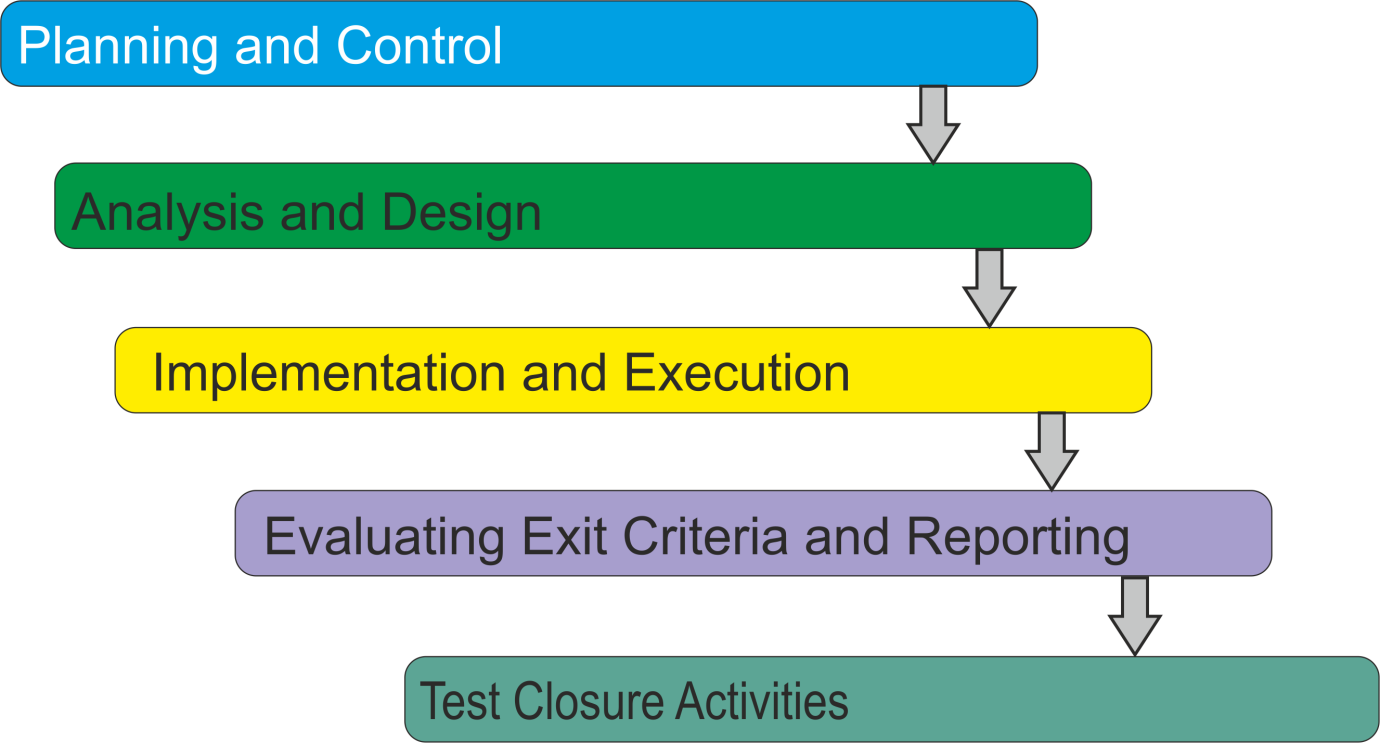 Planning and Control
Analysis and Design
Implementation and Execution
Evaluating Exit Criteria and Reporting
Test Closure Activities